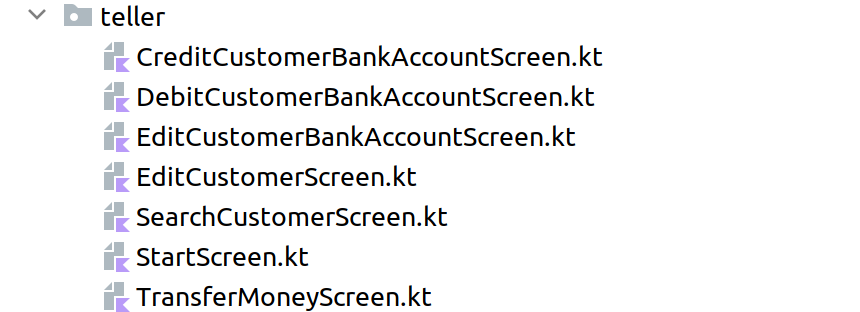 teller
CreditCustomerBankAccountScreen.kt
DebitCustomerBankAccountScreen.kt
EditCustomerBankAccountScreen.kt
EditCustomerScreen.kt
SearchCustomerScreen.kt
StartScreen.kt
TransferMoneyScreen.kt